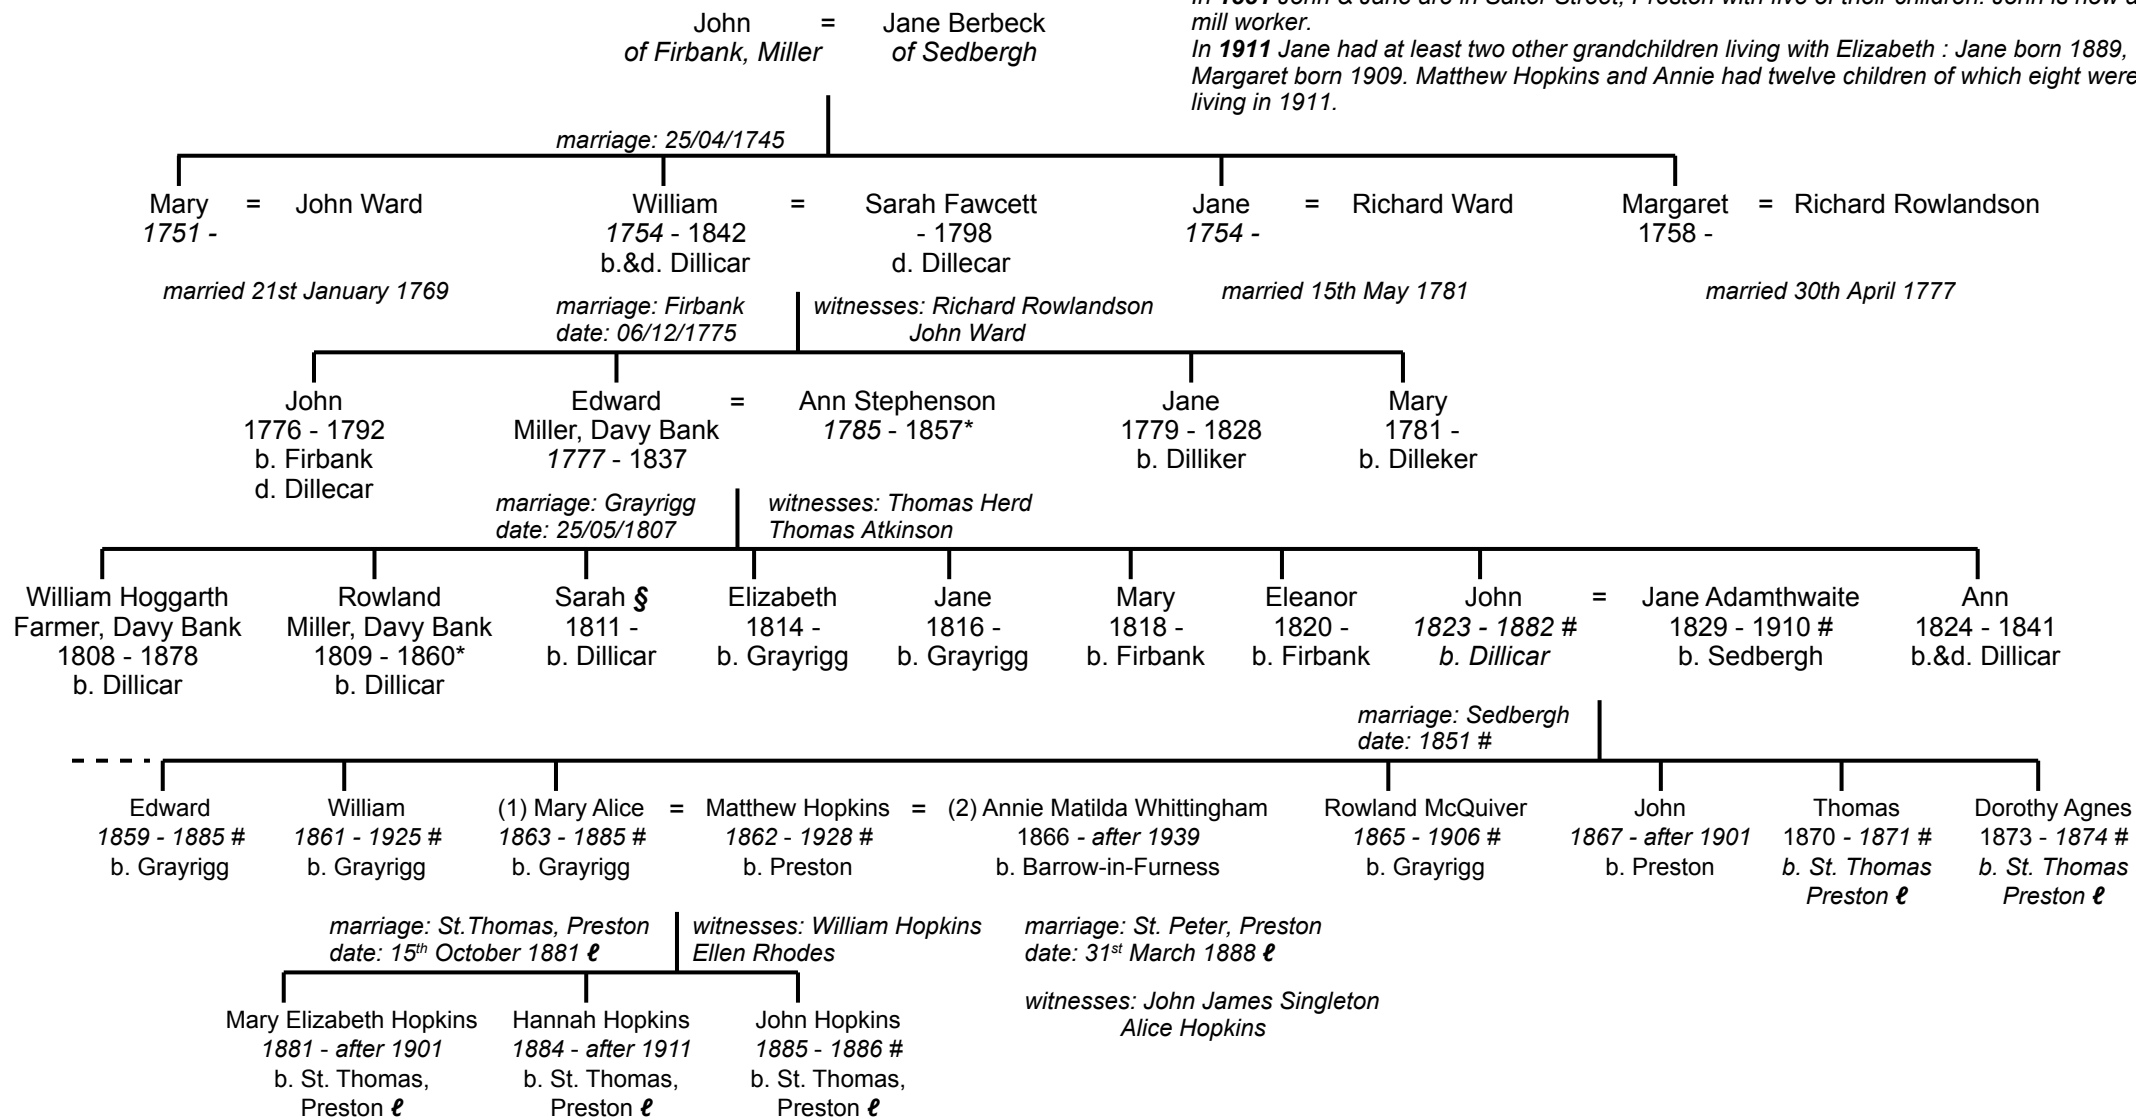 In 1881 John & Jane are in Salter Street, Preston with five of their children. John is now a
mill worker.
In 1911 Jane had at least two other grandchildren living with Elizabeth : Jane born 1889,
Margaret born 1909. Matthew Hopkins and Annie had twelve children of which eight were
living in 1911.
John = Jane Berbeck
of Firbank, Miller of Sedbergh
marriage: 25/04/1745
Mary = John Ward William = Sarah Fawcett Jane = Richard Ward Margaret = Richard Rowlandson
1751 - 1754 - 1842 - 1798 1754 - 1758 -
b.&d. Dillicar d. Dillecar
married 21st January 1769 married 15th May 1781 married 30th April 1777
marriage: Firbank witnesses: Richard Rowlandson
date: 06/12/1775 John Ward
John Edward = Ann Stephenson Jane Mary
1776 - 1792 Miller, Davy Bank 1785 - 1857* 1779 - 1828 1781 -
b. Firbank 1777 - 1837 b. Dilliker b. Dilleker
d. Dillecar
marriage: Grayrigg witnesses: Thomas Herd
date: 25/05/1807 Thomas Atkinson
William Hoggarth Rowland Sarah § Elizabeth Jane Mary Eleanor John = Jane Adamthwaite Ann
Farmer, Davy Bank Miller, Davy Bank 1811 - 1814 - 1816 - 1818 - 1820 - 1823 - 1882 # 1829 - 1910 # 1824 - 1841
1808 - 1878 1809 - 1860* b. Dillicar b. Grayrigg b. Grayrigg b. Firbank b. Firbank b. Dillicar b. Sedbergh b.&d. Dillicar
b. Dillicar b. Dillicar
marriage: Sedbergh
date: 1851 #
Edward William (1) Mary Alice = Matthew Hopkins = (2) Annie Matilda Whittingham Rowland McQuiver John Thomas Dorothy Agnes
1859 - 1885 # 1861 - 1925 # 1863 - 1885 # 1862 - 1928 # 1866 - after 1939 1865 - 1906 # 1867 - after 1901 1870 - 1871 # 1873 - 1874 #
b. Grayrigg b. Grayrigg b. Grayrigg b. Preston b. Barrow-in-Furness b. Grayrigg b. Preston b. St. Thomas b. St. Thomas
Preston ℓ Preston ℓ
marriage: St.Thomas, Preston witnesses: William Hopkins marriage: St. Peter, Preston
date: 15th October 1881 ℓ Ellen Rhodes date: 31st March 1888 ℓ
witnesses: John James Singleton
Alice Hopkins
Mary Elizabeth Hopkins Hannah Hopkins John Hopkins
1881 - after 1901 1884 - after 1911 1885 - 1886 #
b. St. Thomas, b. St. Thomas, b. St. Thomas,
Preston ℓ Preston ℓ Preston ℓ